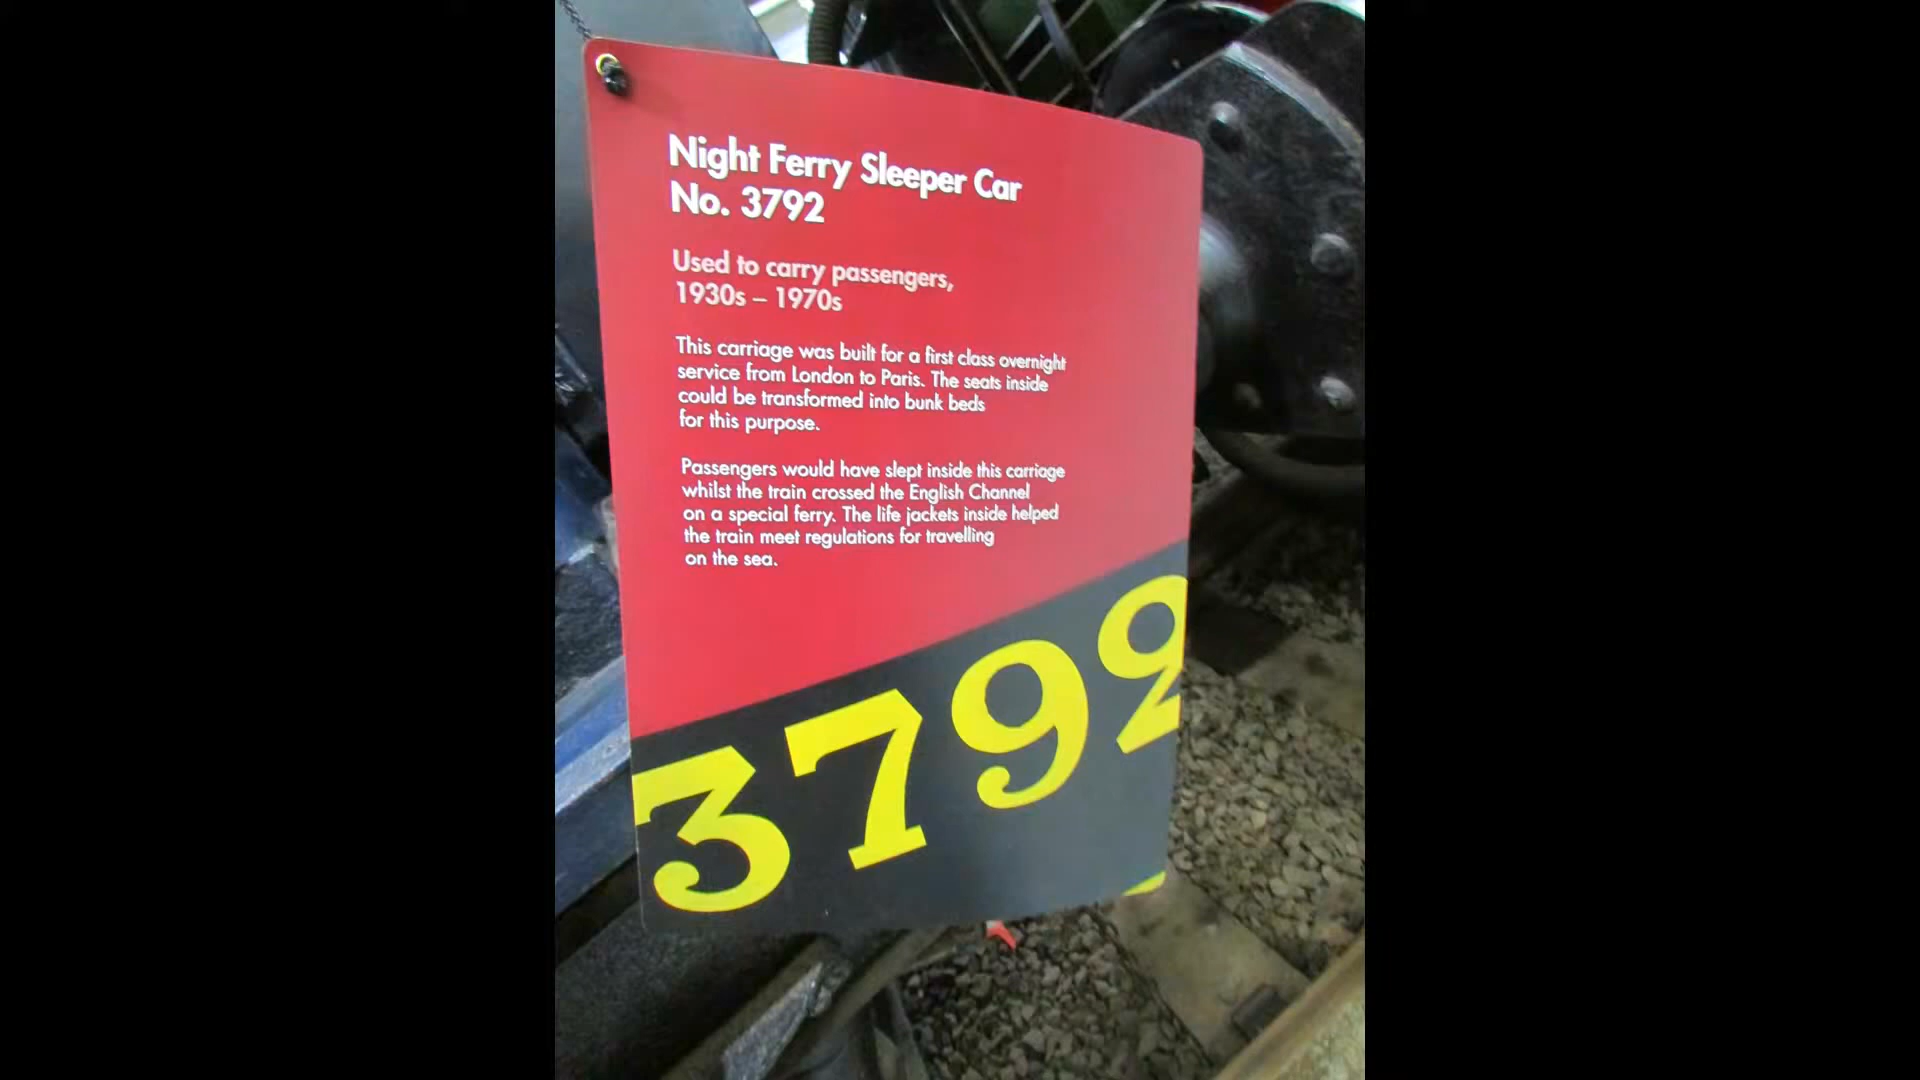 Night Ferry Sleeper Car
No. 3792
Used to carry passengers,
1930s – 1970s
This carriage was built for a first class overnight
service from London to Paris. The seats inside
could be transformed into bunk beds
for this purpose.
Passengers would have slept inside this carriage
whilst the train crossed the English Channel
on a special ferry. The life jackets inside helped
the train meet regulations for travelling
on the sea.
3792